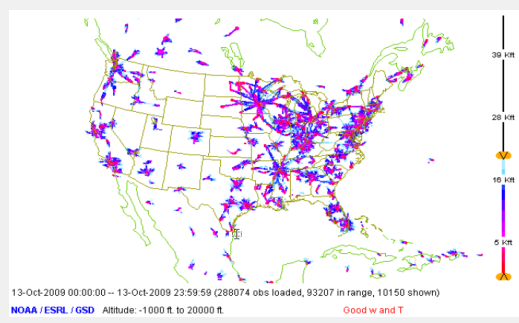 39 Kft
28 Kft
16 Kft
5 Kft
13-Oct-2009 00:00:00 -- 13-Oct-2009 23:59:59 (288074 obs loaded, 93207 in range, 10150 shown)
NOAA / ESRL / GSD Altitude: -1000 ft. to 20000 ft. Good w and T